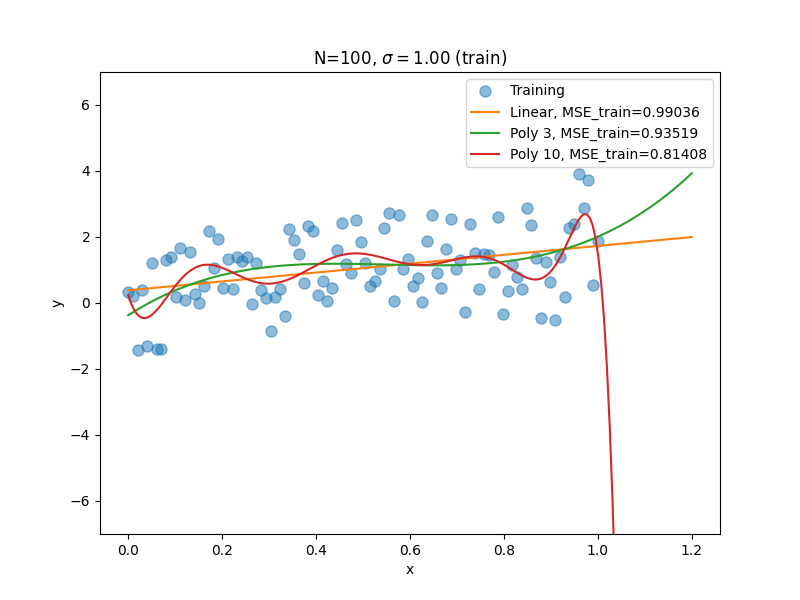 N=100, σ = 1.00 (train)
Training
Linear, MSE_train=0.99036
Poly 3, MSE_train=0.93519
Poly 10, MSE_train=0.81408
y
6
4
2
0
−2
−4
−6
0.0 0.2 0.4 0.6 0.8 1.0 1.2
x